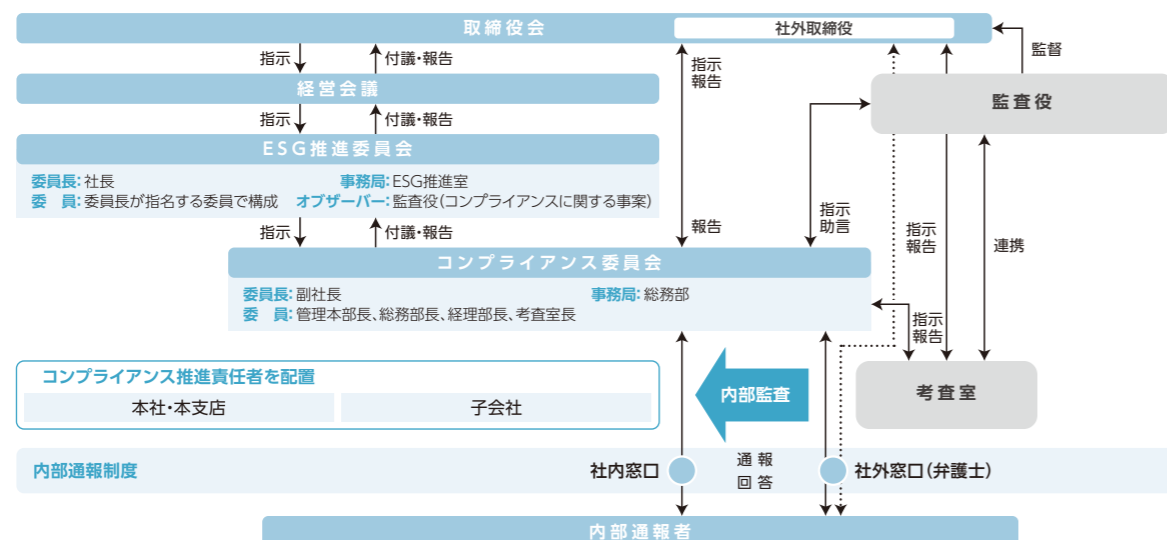 取締役会
社外取締役
指示
付議・報告
指示
報告
監督
経営会議
監査役
指示
付議・報告
ESG推進委員会
委員長：社長
事務局：ESG推進室
委　員：委員長が指名する委員で構成
オブザーバー：監査役（コンプライアンスに関する事案）
指示
付議・報告
報告
指示
助言
指示
報告
連携
コンプライアンス委員会
委員長：副社長
事務局：総務部
委　員：管理本部長、総務部長、経理部長、考査室長
指示
報告
コンプライアンス推進責任者を配置
本社・本支店
子会社
内部監査
考査室
内部通報制度
社内窓口
通報
回答
社外窓口（弁護士）
内部通報者